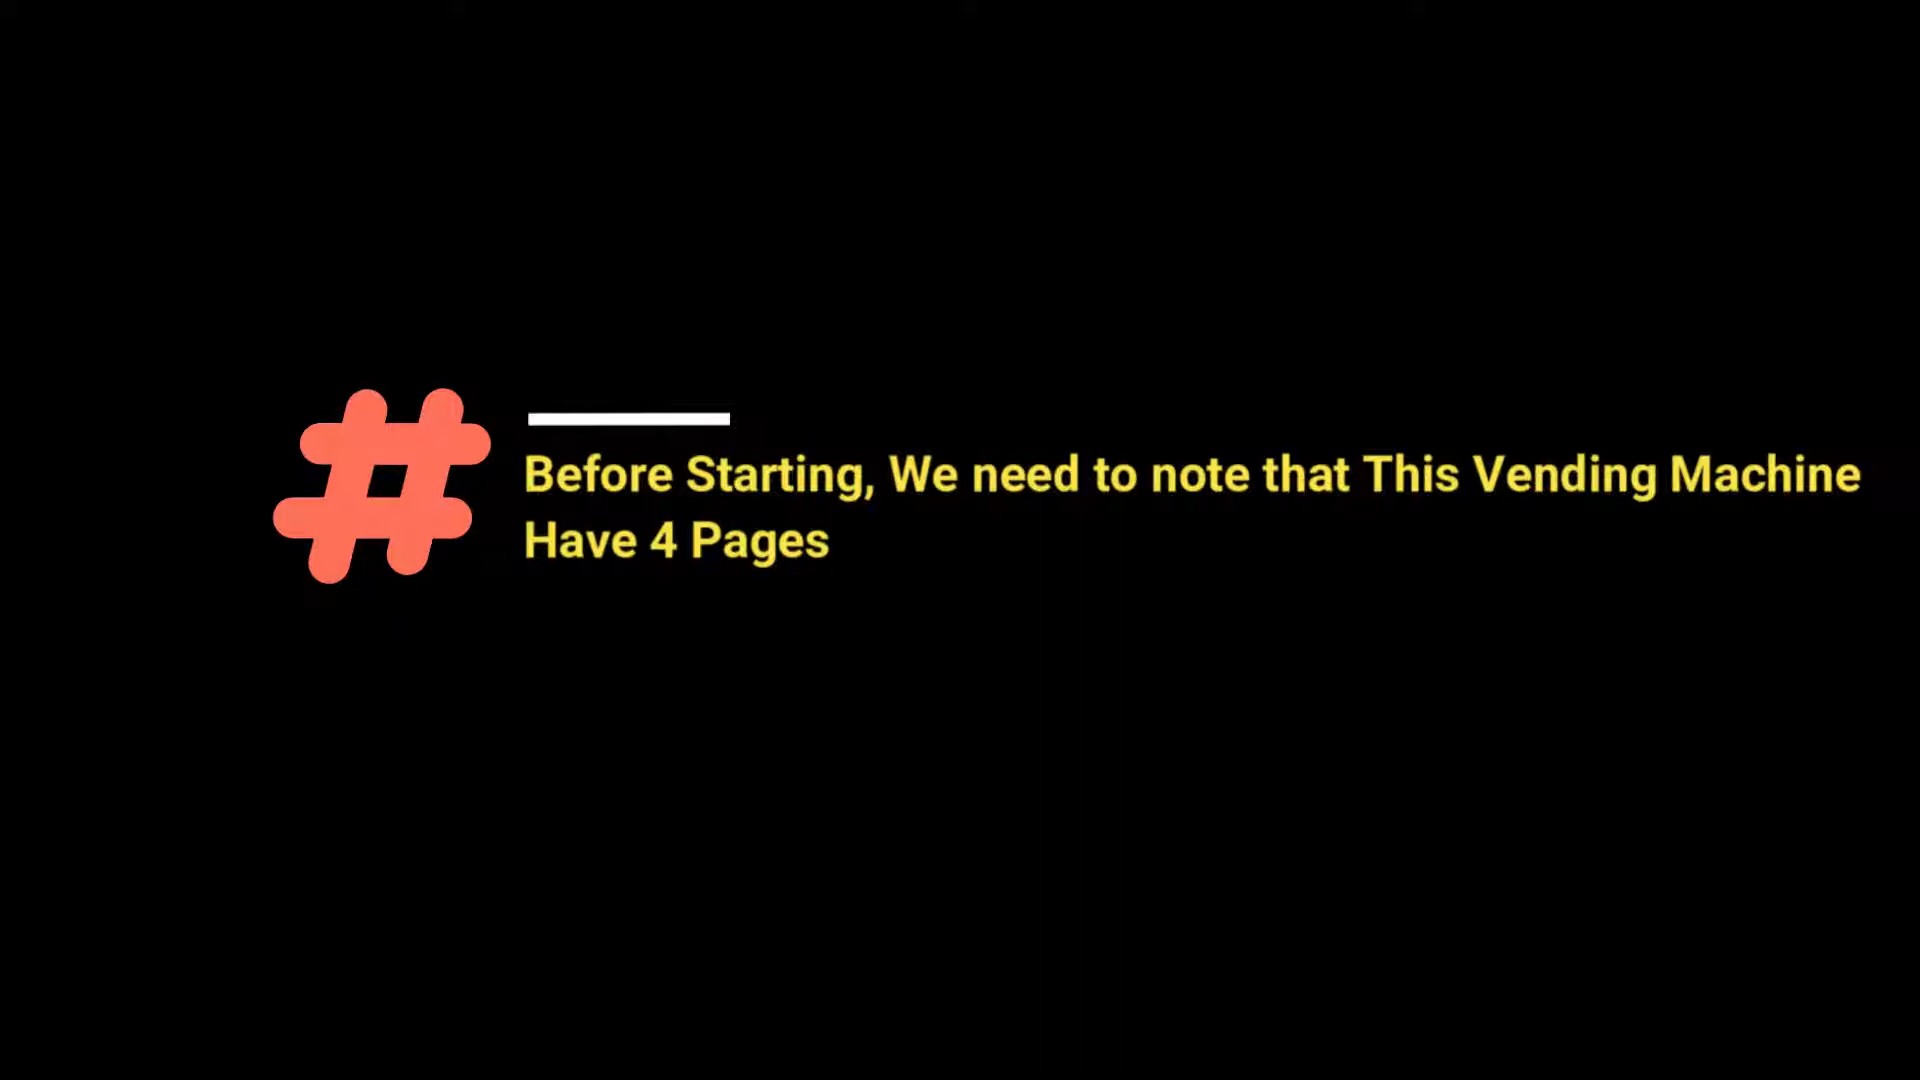 #
Before Starting, We need to note that This Vending Machine
Have 4 Pages